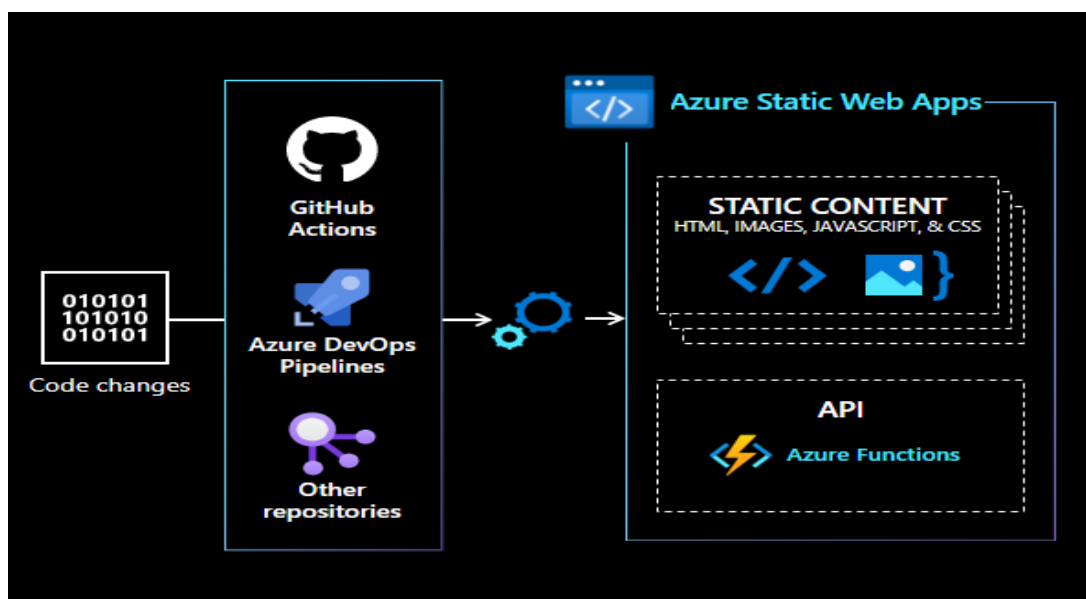 010101
101010
010101
Code changes
GitHub
Actions
Azure DevOps
Pipelines
Other
repositories
</>
Azure Static Web Apps
STATIC CONTENT
HTML, IMAGES, JAVASCRIPT, & CSS
</> }
API
Azure Functions